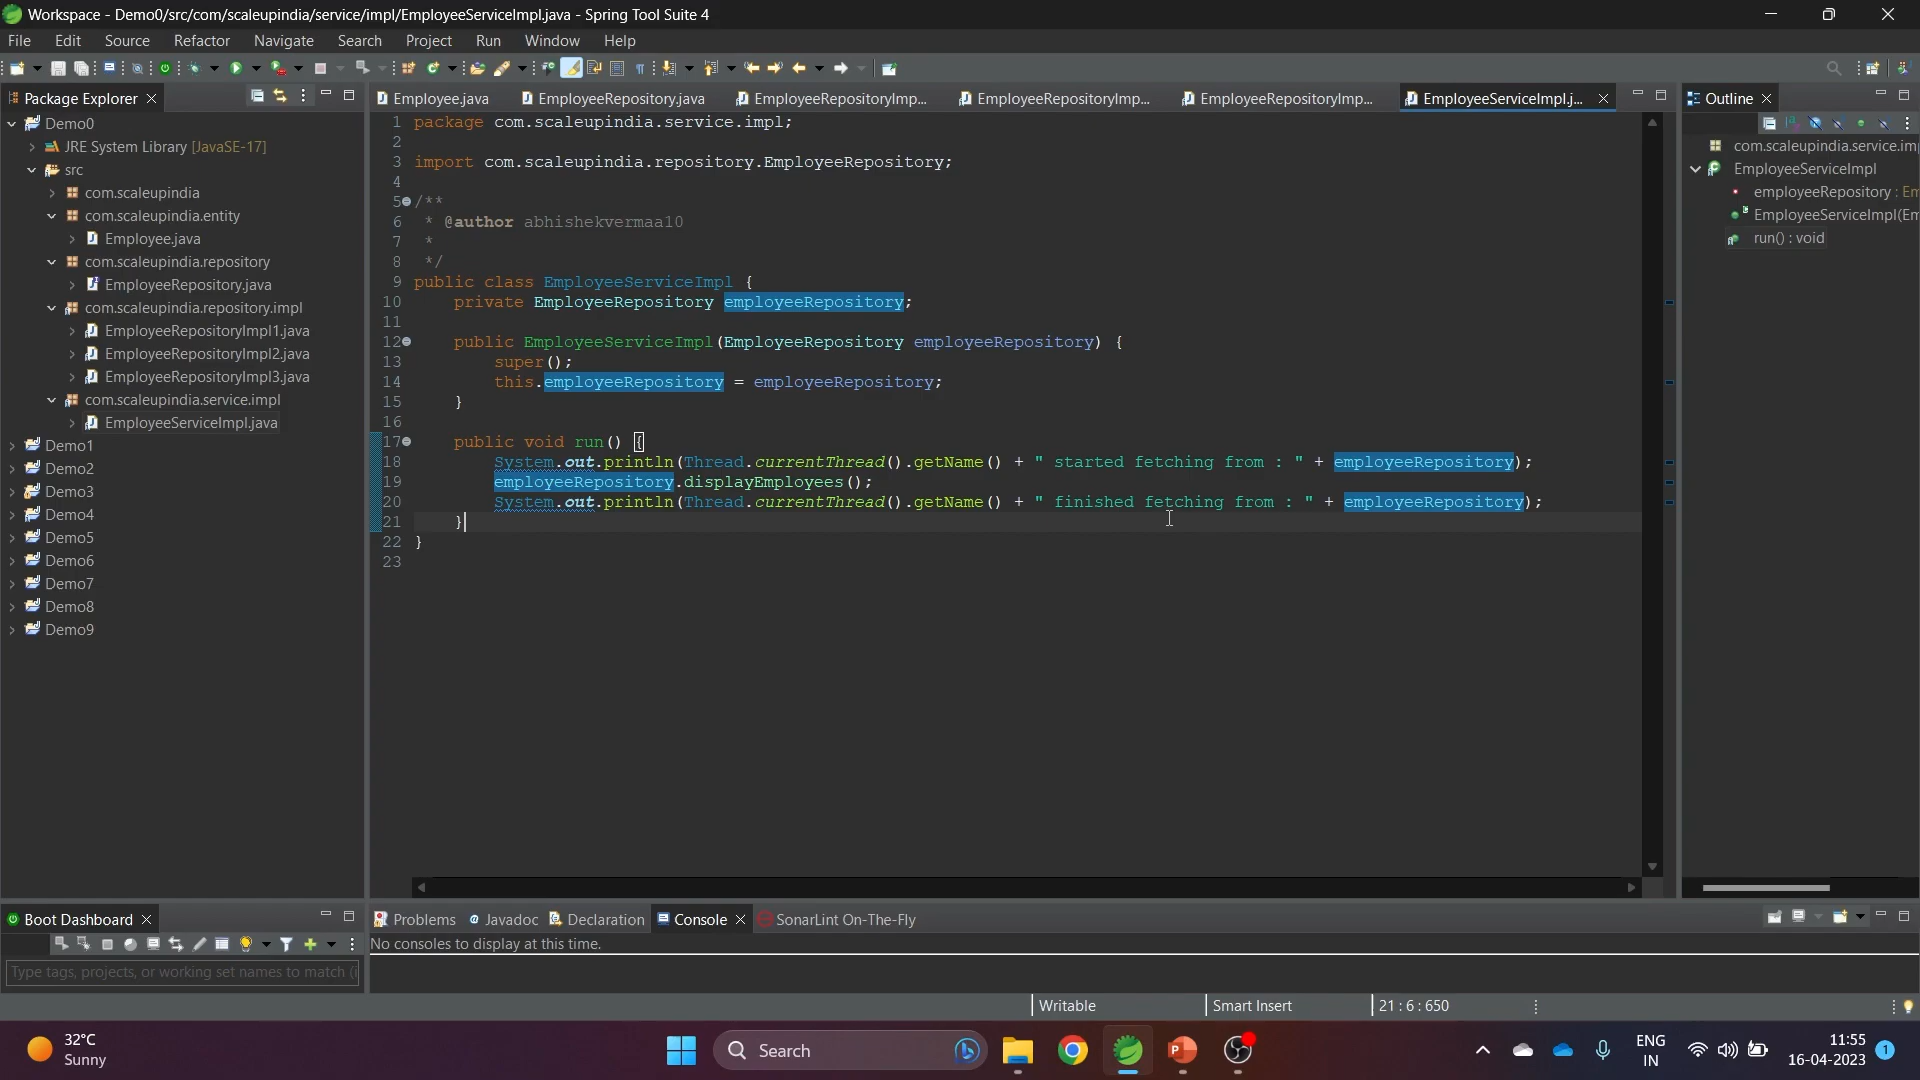 Workspace - Demo0/src/com/scaleupindia/service/impl/EmployeeServiceImpl.java - Spring Tool Suite 4
File Edit Source Refactor Navigate Search Project Run Window Help
Package Explorer
Demo0
JRE System Library [JavaSE-17]
src
com.scaleupindia
com.scaleupindia.entity
Employee.java
com.scaleupindia.repository
EmployeeRepository.java
com.scaleupindia.repository.impl
EmployeeRepositoryImpl1.java
EmployeeRepositoryImpl2.java
EmployeeRepositoryImpl3.java
com.scaleupindia.service.impl
EmployeeServiceImpl.java
Demo1
Demo2
Demo3
Demo4
Demo5
Demo6
Demo7
Demo8
Demo9
Employee.java EmployeeRepository.java EmployeeRepositoryImp... EmployeeRepositoryImp... EmployeeRepositoryImp... EmployeeServiceImpl.j...
1 package com.scaleupindia.service.impl;
2
3 import com.scaleupindia.repository.EmployeeRepository;
4
5 /**
6 * @author abhishekvermaa10
7 *
8 */
9 public class EmployeeServiceImpl {
10 private EmployeeRepository employeeRepository;
11
12 public EmployeeServiceImpl(EmployeeRepository employeeRepository) {
13 super();
14 this.employeeRepository = employeeRepository;
15 }
16
17 public void run() {
18 System.out.println(Thread.currentThread().getName() + " started fetching from : " + employeeRepository);
19 employeeRepository.displayEmployees();
20 System.out.println(Thread.currentThread().getName() + " finished fetching from : " + employeeRepository);
21 }
22 }
23
Outline
com.scaleupindia.service.im
EmployeeServiceImpl
employeeRepository : Em
EmployeeServiceImpl(Em
run() : void
Boot Dashboard
Type tags, projects, or working set names to match (i
Problems Javadoc Declaration Console SonarLint On-The-Fly
No consoles to display at this time.
Writable Smart Insert 21 : 6 : 650
32°C
Sunny
Search
ENG
IN
11:55
16-04-2023
1